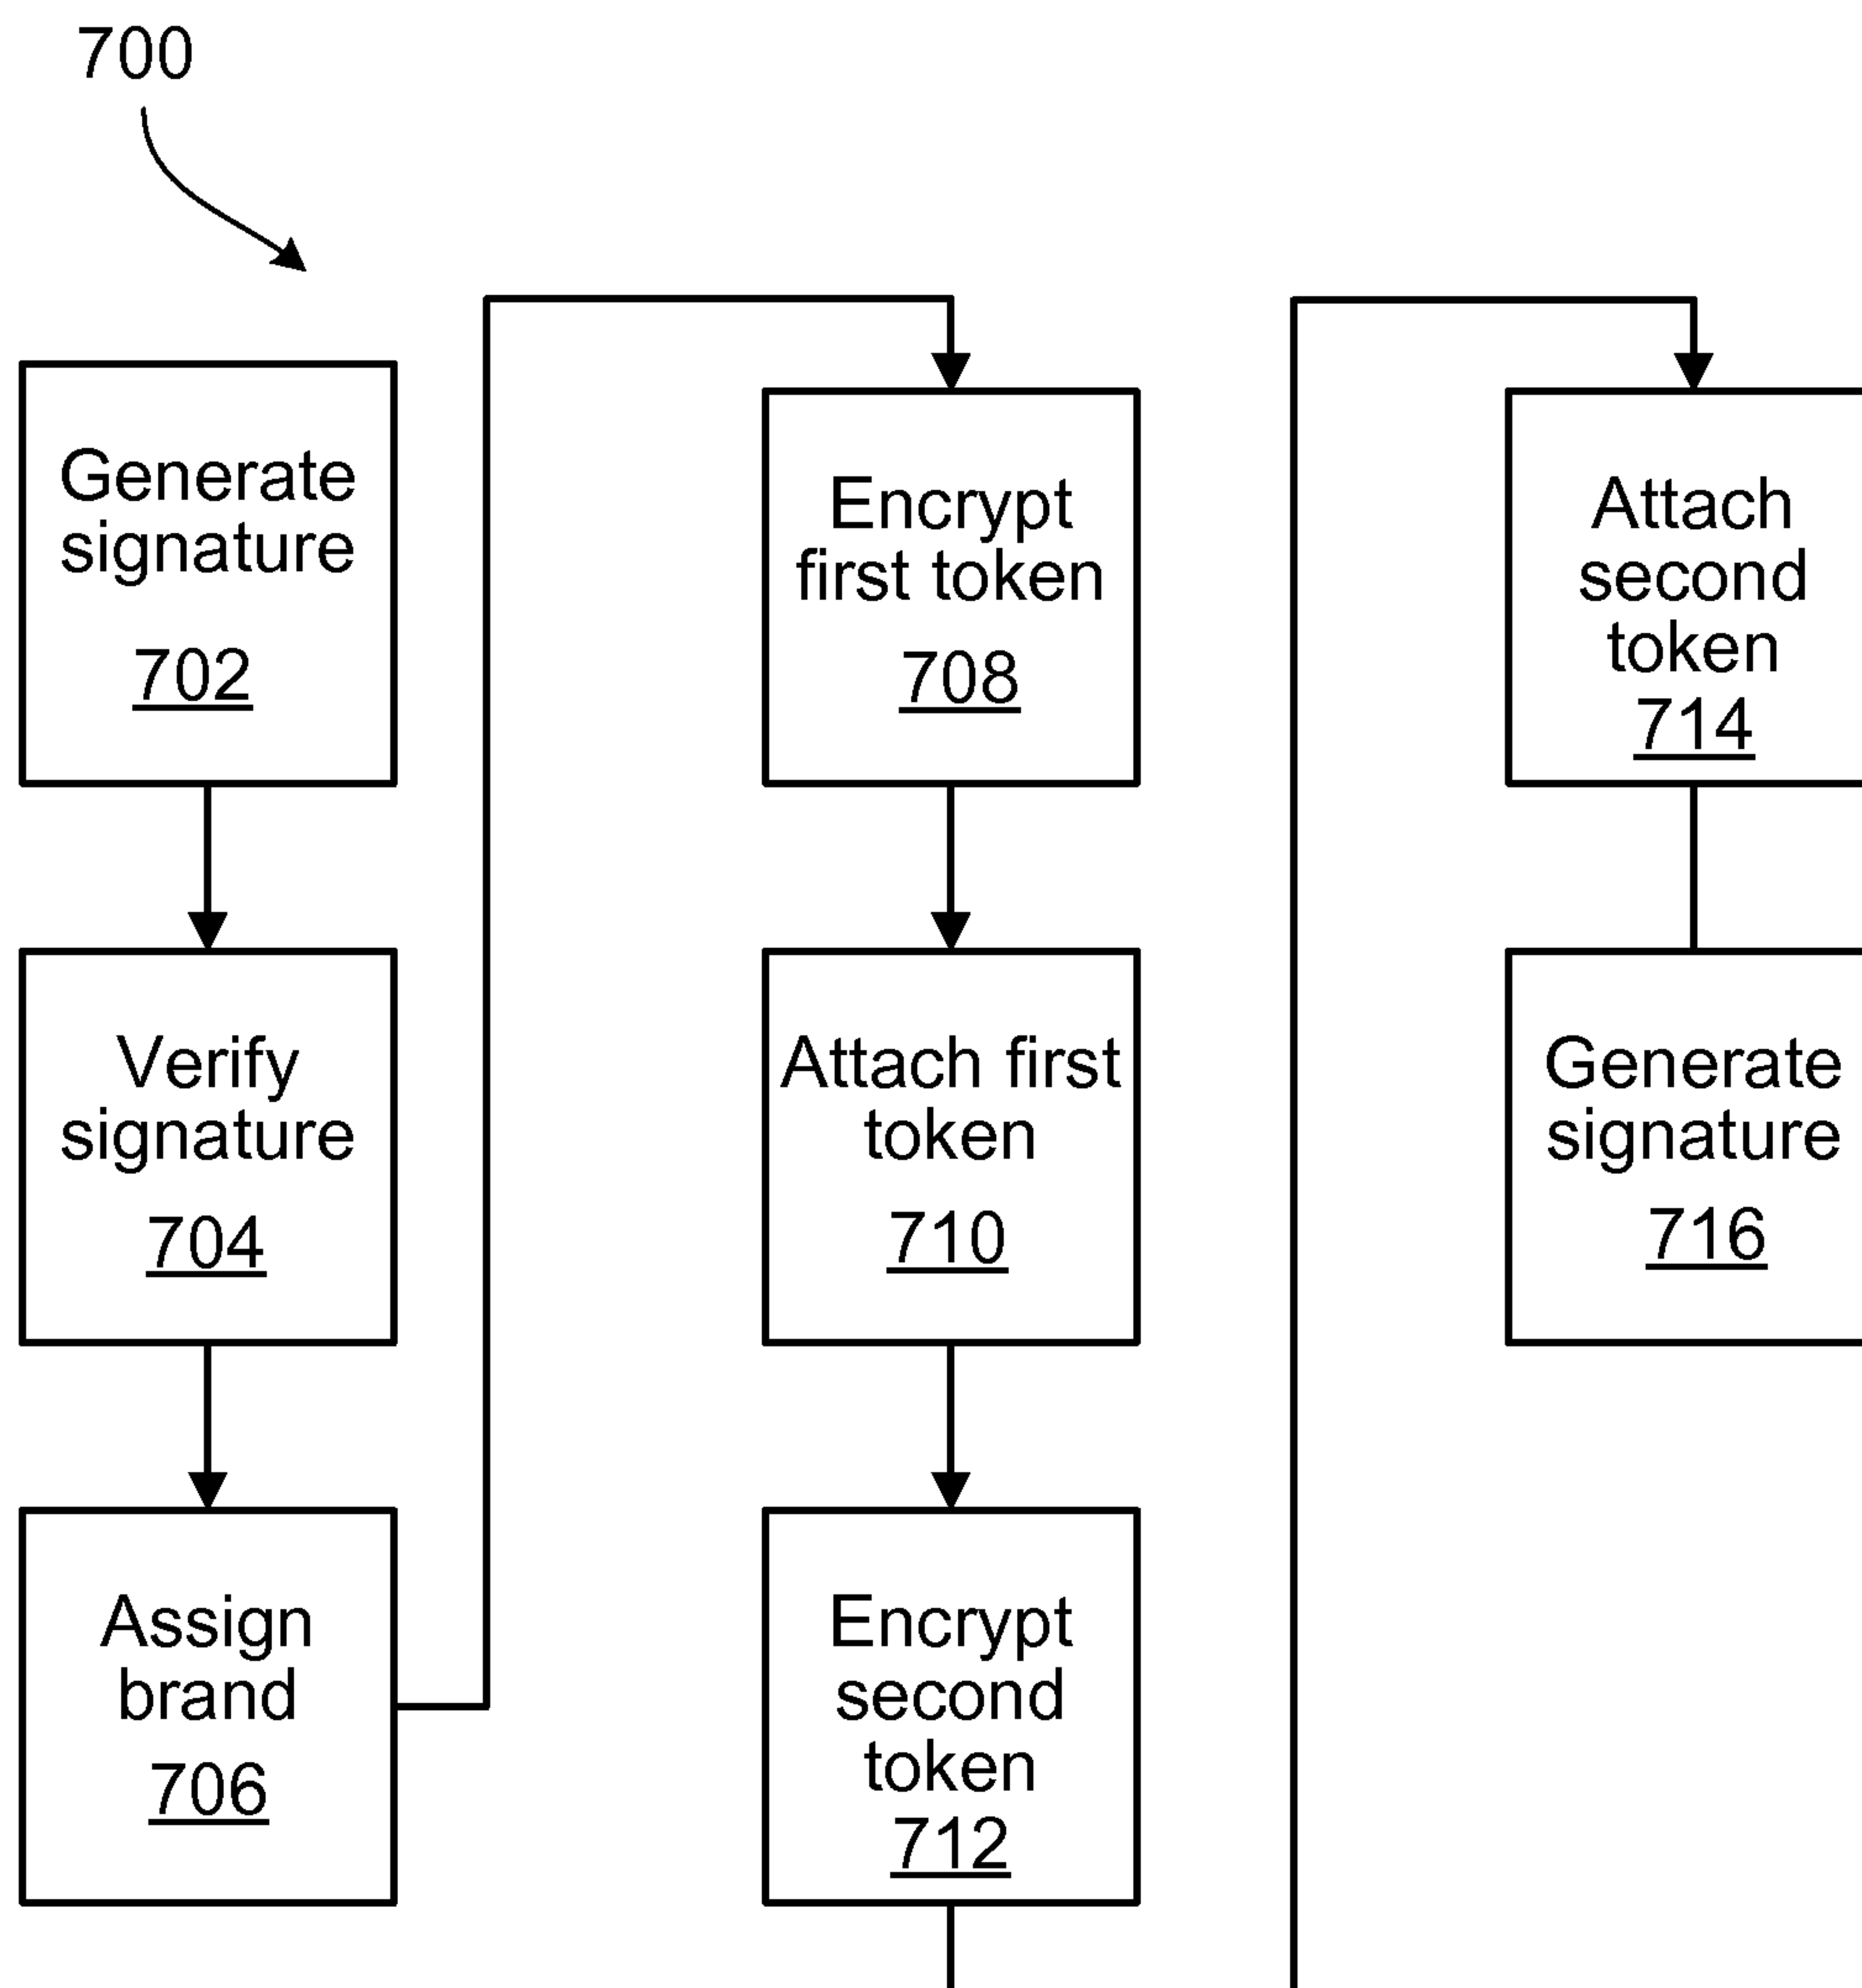 700
Generate
signature
702
Verify
signature
704
Assign
brand
706
Encrypt
first token
708
Attach first
token
710
Encrypt
second
token
712
Attach
second
token
714
Generate
signature
716